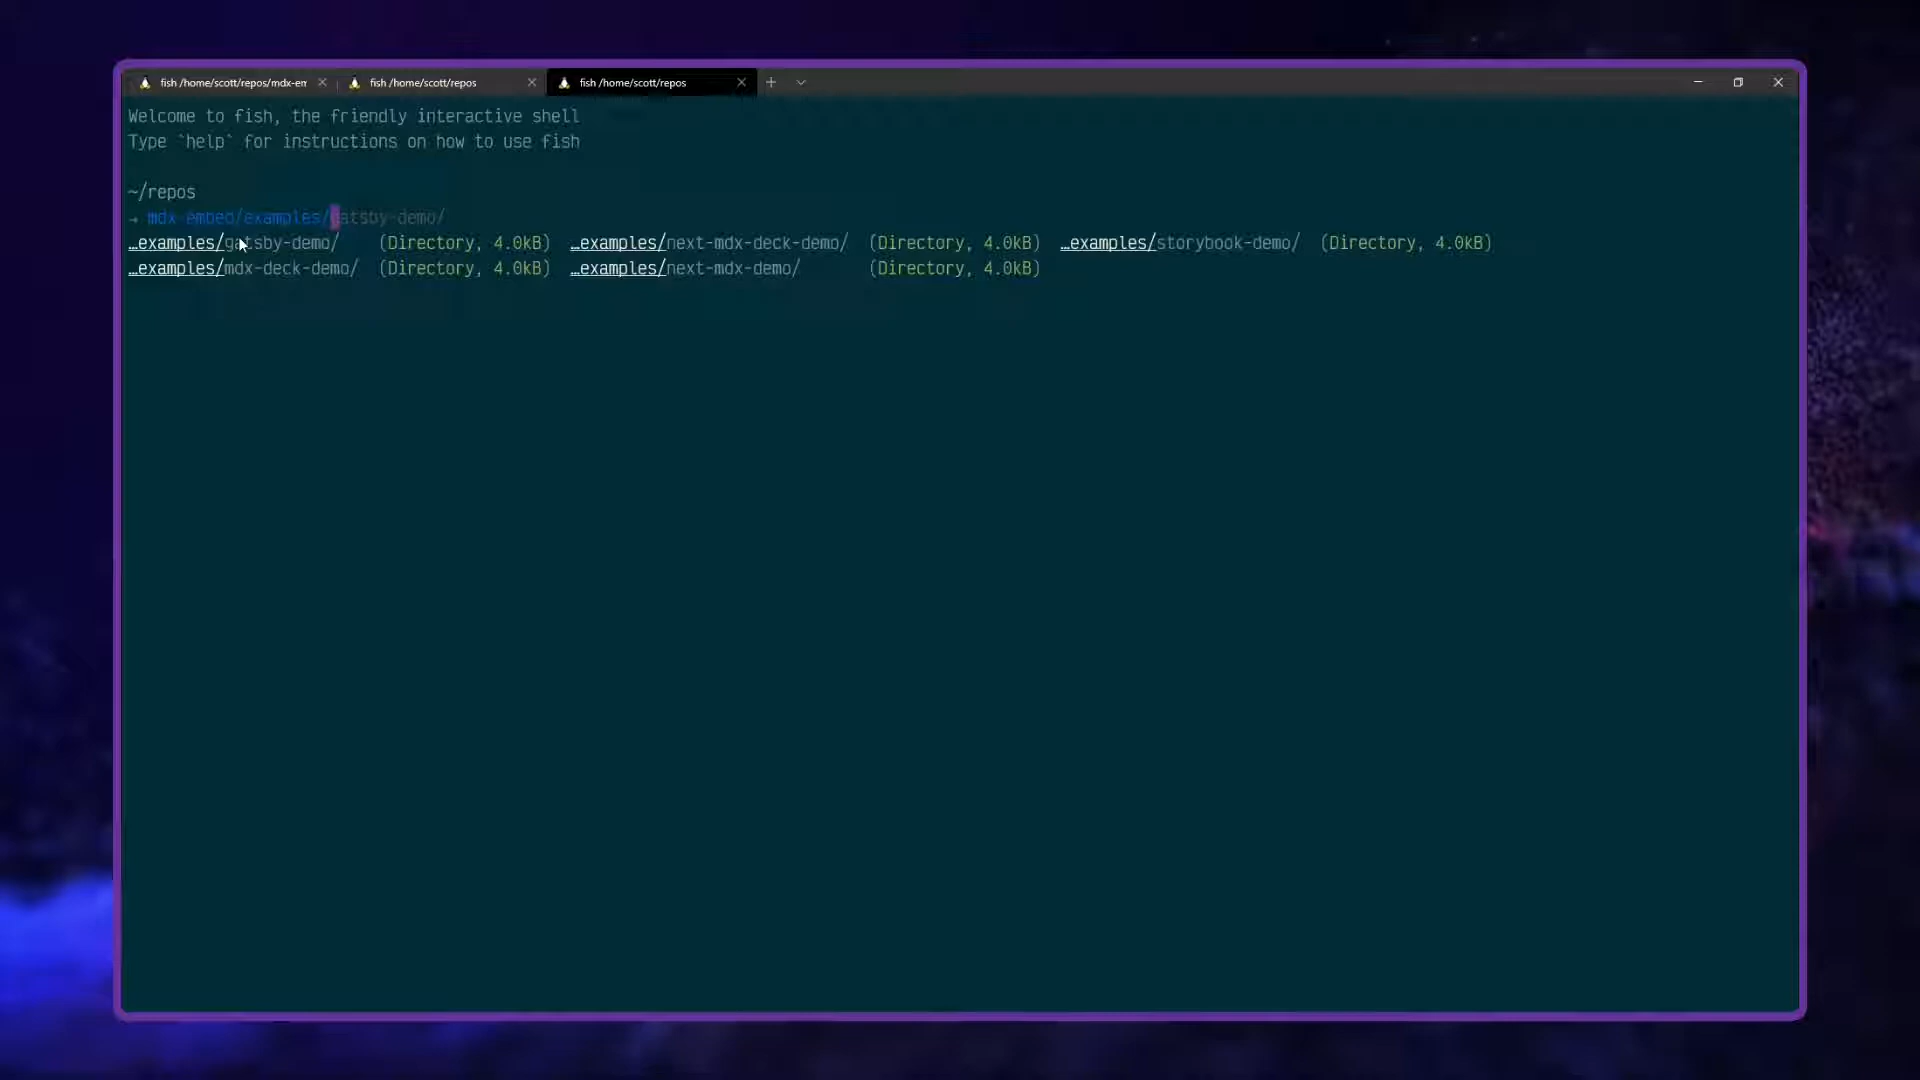 fish /home/scott/repos/mdx-em fish /home/scott/repos fish /home/scott/repos
Welcome to fish, the friendly interactive shell
Type `help` for instructions on how to use fish
~/repos
→ mdx-embed/examples/gatsby-demo/
…examples/gatsby-demo/ (Directory, 4.0kB) …examples/next-mdx-deck-demo/ (Directory, 4.0kB) …examples/storybook-demo/ (Directory, 4.0kB)
…examples/mdx-deck-demo/ (Directory, 4.0kB) …examples/next-mdx-demo/ (Directory, 4.0kB)